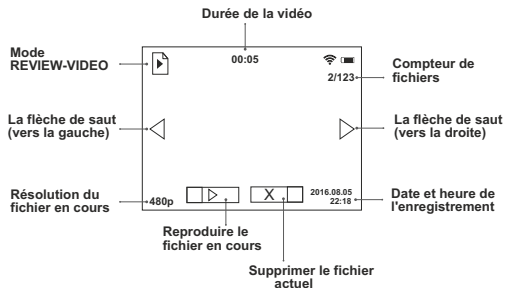 Durée de la vidéo
Mode
REVIEW-VIDEO
00:05
2/123
Compteur de
fichiers
La flèche de saut
(vers la gauche)
La flèche de saut
(vers la droite)
Résolution du
fichier en cours
480p
X
2016.08.05
22:18
Date et heure de
l'enregistrement
Reproduire le
fichier en cours
Supprimer le fichier
actuel